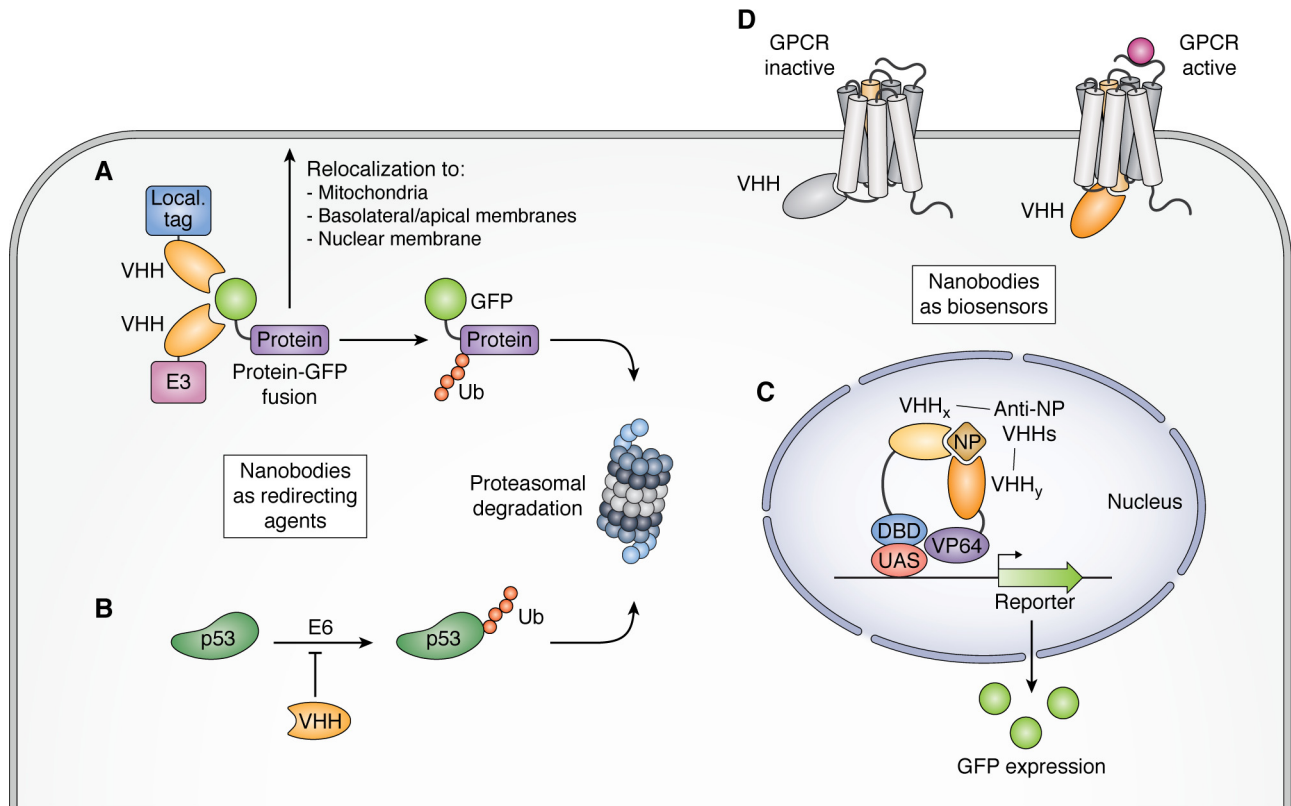 A
Local.
tag
VHH
VHH
E3
Protein
Protein-GFP
fusion
Relocalization to:
- Mitochondria
- Basolateral/apical membranes
- Nuclear membrane
GFP
Protein
Ub
Nanobodies
as redirecting
agents
Proteasomal
degradation
B
p53
E6
VHH
p53
Ub
D
GPCR
inactive
VHH
GPCR
active
VHH
Nanobodies
as biosensors
C
VHHx
Anti-NP
VHHs
NP
VHHy
Nucleus
DBD
UAS
VP64
Reporter
GFP expression